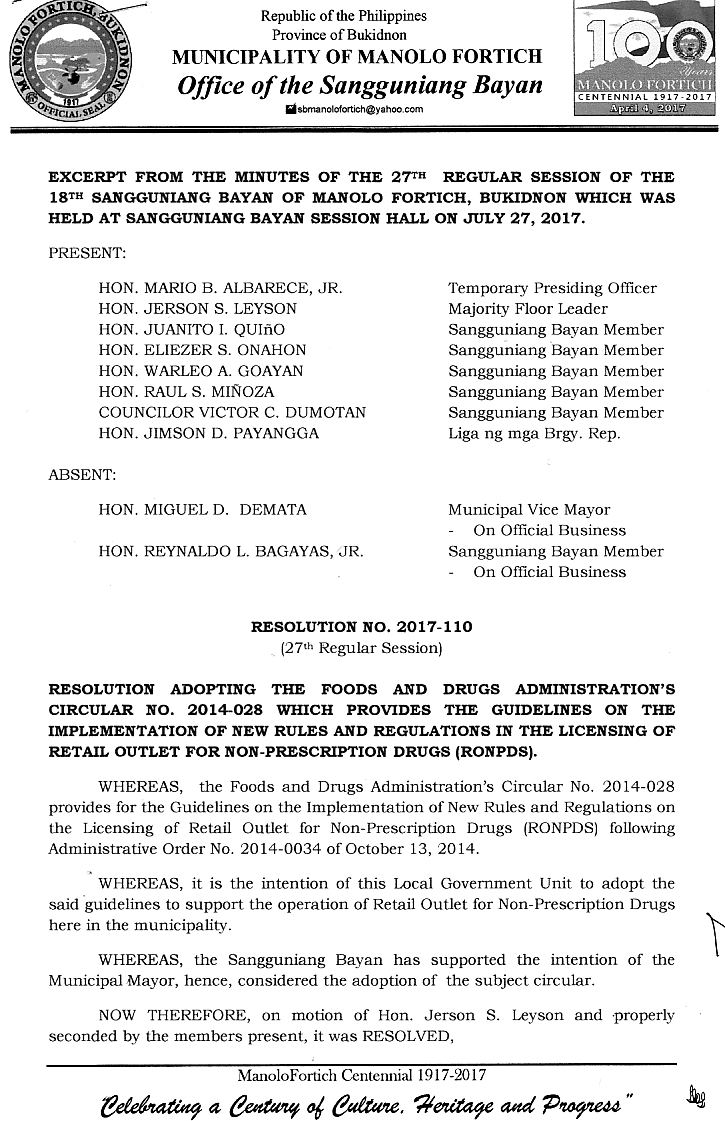 MANOLO FORTICH, BUKIDNON
1917
OFFICIAL SEAL
Republic of the Philippines
Province of Bukidnon
MUNICIPALITY OF MANOLO FORTICH
Office of the Sangguniang Bayan
sbmanolofortich@yahoo.com
100
Years
MANOLO FORTICH
CENTENNIAL 1917-2017
April 4, 2017
EXCERPT FROM THE MINUTES OF THE 27TH REGULAR SESSION OF THE
18TH SANGGUNIANG BAYAN OF MANOLO FORTICH, BUKIDNON WHICH WAS
HELD AT SANGGUNIANG BAYAN SESSION HALL ON JULY 27, 2017.
PRESENT:
HON. MARIO B. ALBARECE, JR. Temporary Presiding Officer
HON. JERSON S. LEYSON Majority Floor Leader
HON. JUANITO I. QUIñO Sangguniang Bayan Member
HON. ELIEZER S. ONAHON Sangguniang Bayan Member
HON. WARLEO A. GOAYAN Sangguniang Bayan Member
HON. RAUL S. MIÑOZA Sangguniang Bayan Member
COUNCILOR VICTOR C. DUMOTAN Sangguniang Bayan Member
HON. JIMSON D. PAYANGGA Liga ng mga Brgy. Rep.
ABSENT:
HON. MIGUEL D. DEMATA Municipal Vice Mayor
- On Official Business
HON. REYNALDO L. BAGAYAS, JR. Sangguniang Bayan Member
- On Official Business
RESOLUTION NO. 2017-110
(27th Regular Session)
RESOLUTION ADOPTING THE FOODS AND DRUGS ADMINISTRATION'S
CIRCULAR NO. 2014-028 WHICH PROVIDES THE GUIDELINES ON THE
IMPLEMENTATION OF NEW RULES AND REGULATIONS IN THE LICENSING OF
RETAIL OUTLET FOR NON-PRESCRIPTION DRUGS (RONPDS).
WHEREAS, the Foods and Drugs Administration's Circular No. 2014-028
provides for the Guidelines on the Implementation of New Rules and Regulations on
the Licensing of Retail Outlet for Non-Prescription Drugs (RONPDS) following
Administrative Order No. 2014-0034 of October 13, 2014.
WHEREAS, it is the intention of this Local Government Unit to adopt the
said guidelines to support the operation of Retail Outlet for Non-Prescription Drugs
here in the municipality.
WHEREAS, the Sangguniang Bayan has supported the intention of the
Municipal Mayor, hence, considered the adoption of the subject circular.
NOW THEREFORE, on motion of Hon. Jerson S. Leyson and properly
seconded by the members present, it was RESOLVED,
ManoloFortich Centennial 1917-2017
"Celebrating a Century of Culture, Heritage and Progress"